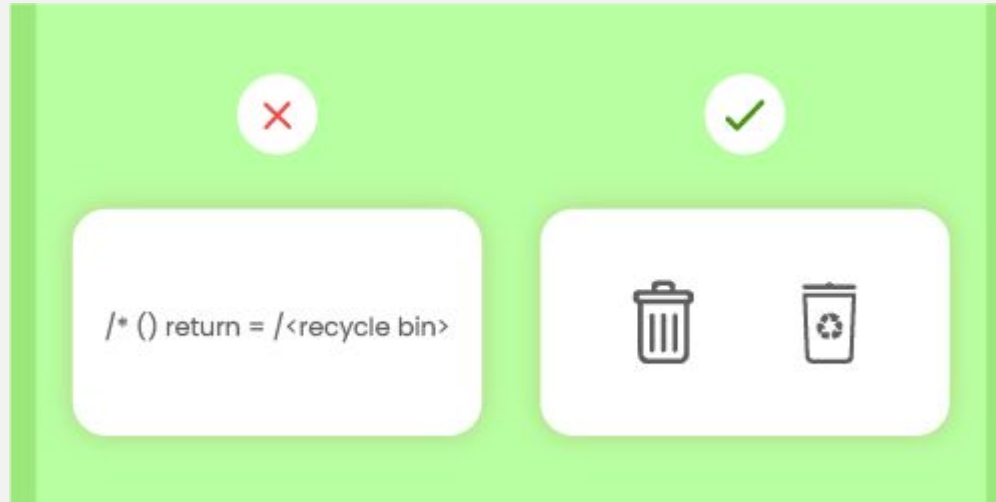 /* () return = /<recycle bin>